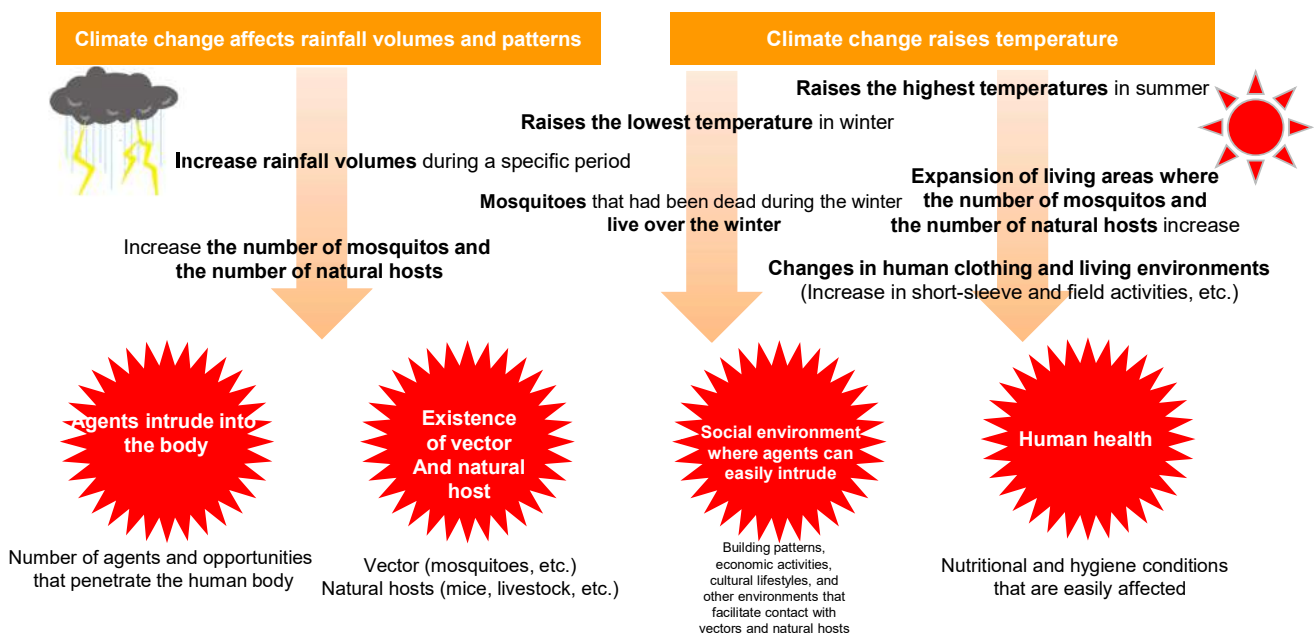 Climate change affects rainfall volumes and patterns
Climate change raises temperature
Raises the highest temperatures in summer
Raises the lowest temperature in winter
Increase rainfall volumes during a specific period
Mosquitoes that had been dead during the winter
live over the winter
Expansion of living areas where
the number of mosquitos and
the number of natural hosts increase
Increase the number of mosquitos and
the number of natural hosts
Changes in human clothing and living environments
(Increase in short-sleeve and field activities, etc.)
Agents intrude into
the body
Existence
of vector
And natural
host
Social environment
where agents can
easily intrude
Human health
Number of agents and opportunities
that penetrate the human body
Vector (mosquitoes, etc.)
Natural hosts (mice, livestock, etc.)
Building patterns,
economic activities,
cultural lifestyles, and
other environments that
facilitate contact with
vectors and natural hosts
Nutritional and hygiene conditions
that are easily affected